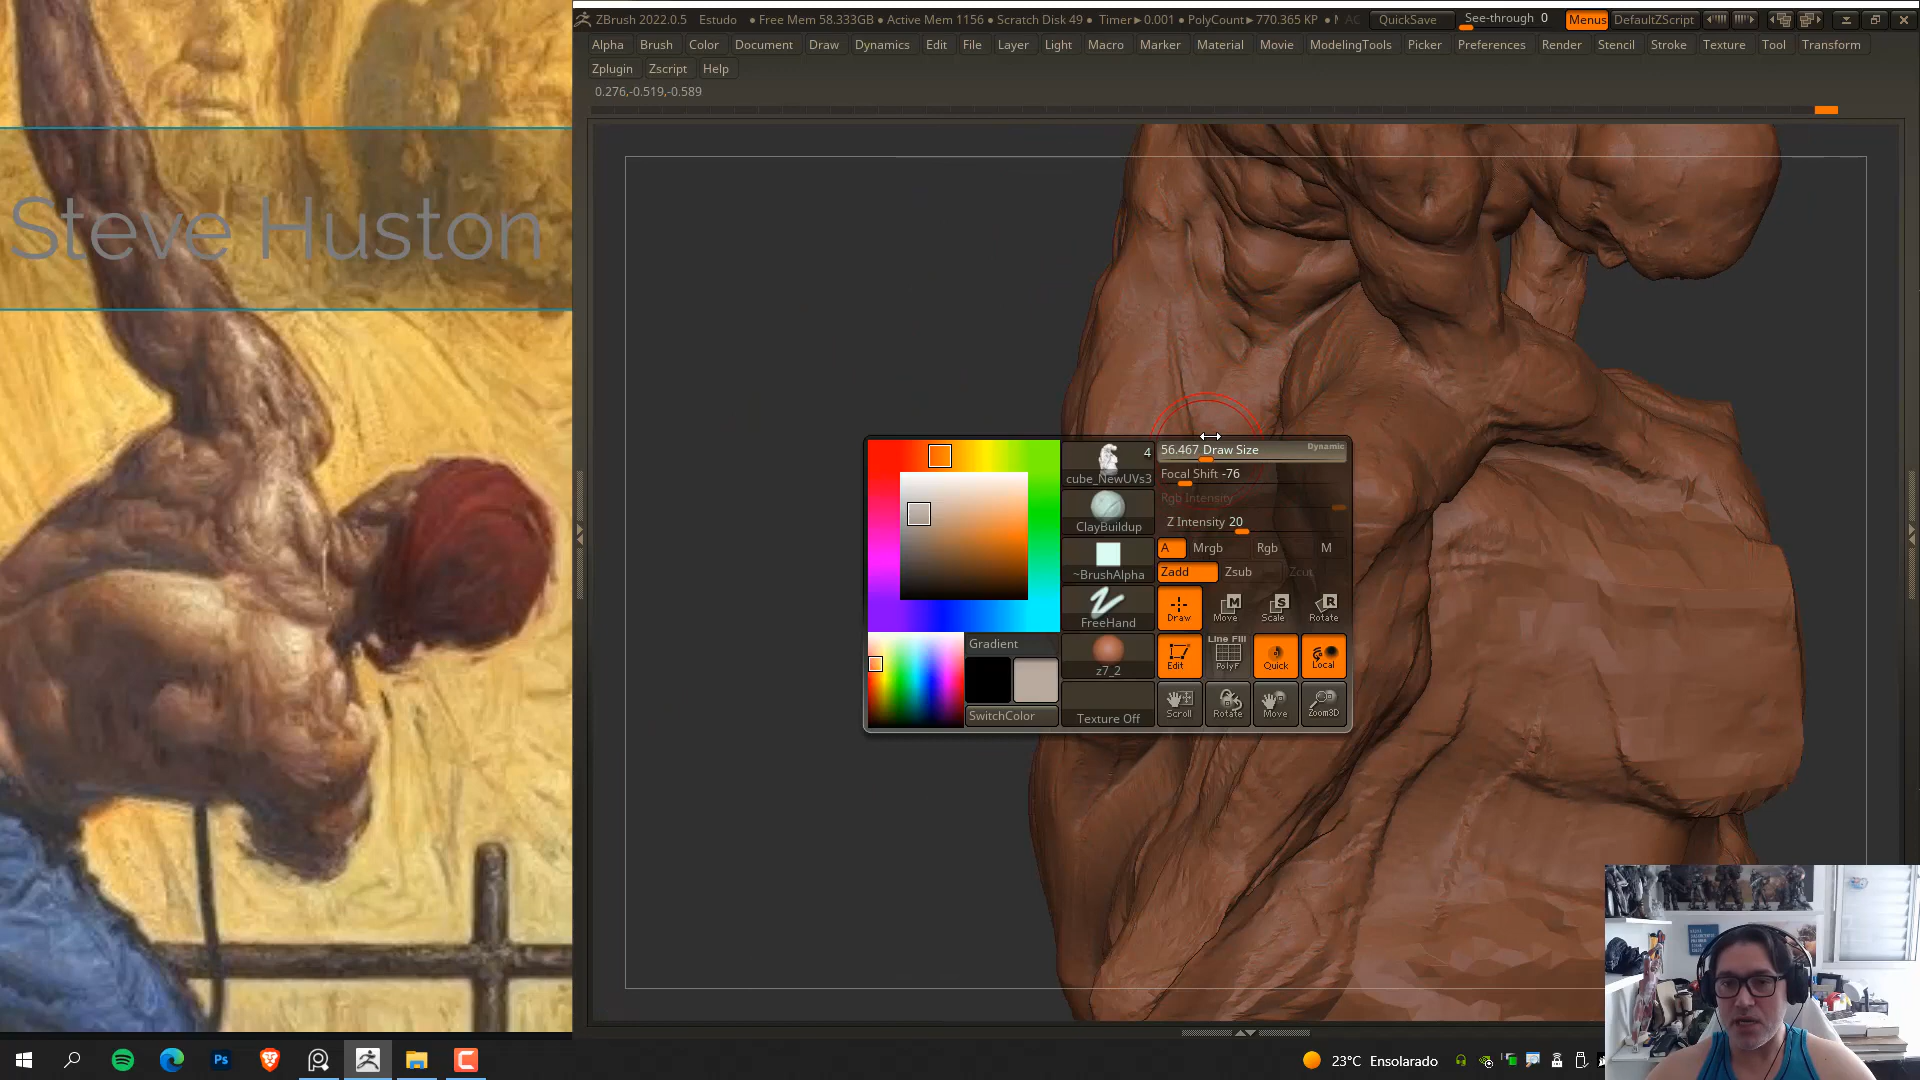 Steve Huston
ZBrush 2022.0.5 Estudo • Free Mem 58.333GB • Active Mem 1156 • Scratch Disk 49 • Timer▸0.001 • PolyCount▸770.365 KP • AC QuickSave See-through 0 Menus DefaultZScript
Alpha Brush Color Document Draw Dynamics Edit File Layer Light Macro Marker Material Movie ModelingTools Picker Preferences Render Stencil Stroke Texture Tool Transform
Zplugin Zscript Help
0.276,-0.519,-0.589
4
cube_NewUVs3
ClayBuildup
~BrushAlpha
FreeHand
z7_2
Texture Off
56.467 Draw Size Dynamic
Focal Shift -76
Rgb Intensity
Z Intensity 20
A Mrgb Rgb M
Zadd Zsub Zcut
Draw Move Scale Rotate
Line Fill
Edit PolyF Quick Local
Scroll Rotate Move Zoom3D
Gradient
SwitchColor
23°C Ensolarado